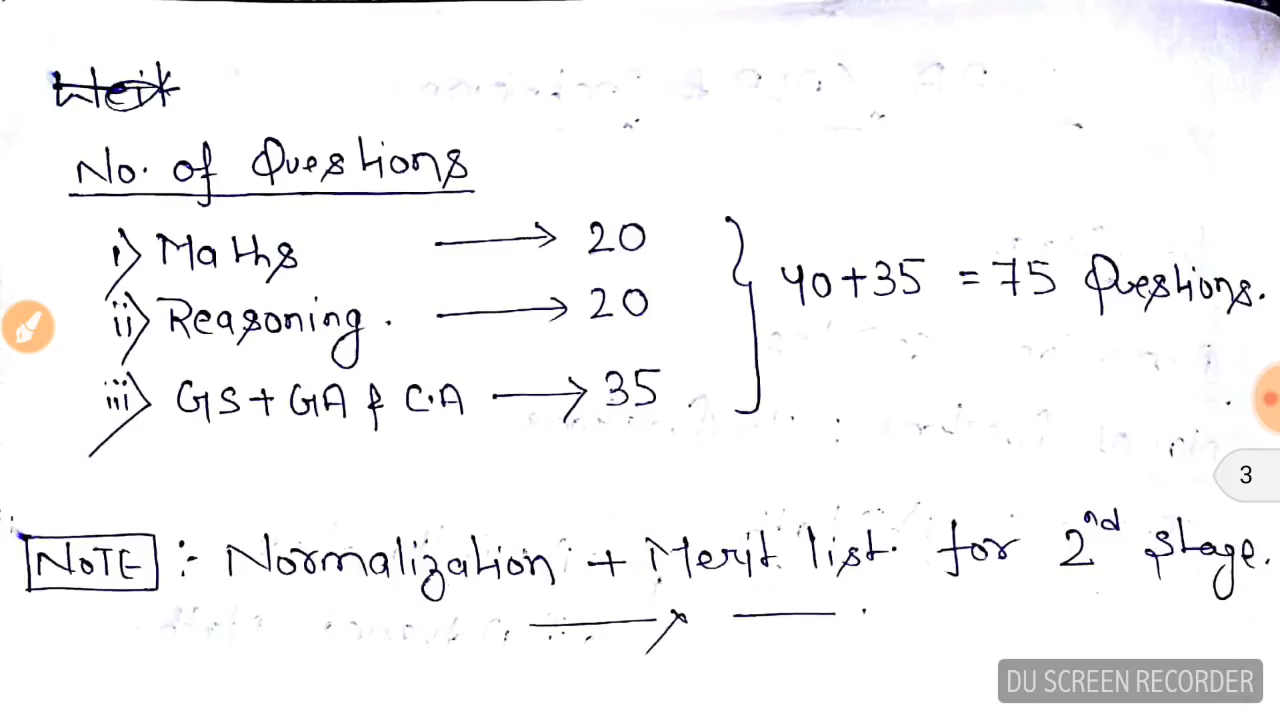 No. of Questions
i) Maths → 20
ii) Reasoning. → 20
iii) GS + GA & C.A → 35
} 40+35 = 75 Questions.
NOTE :- Normalization + Merit list. for 2nd stage.
3
DU SCREEN RECORDER